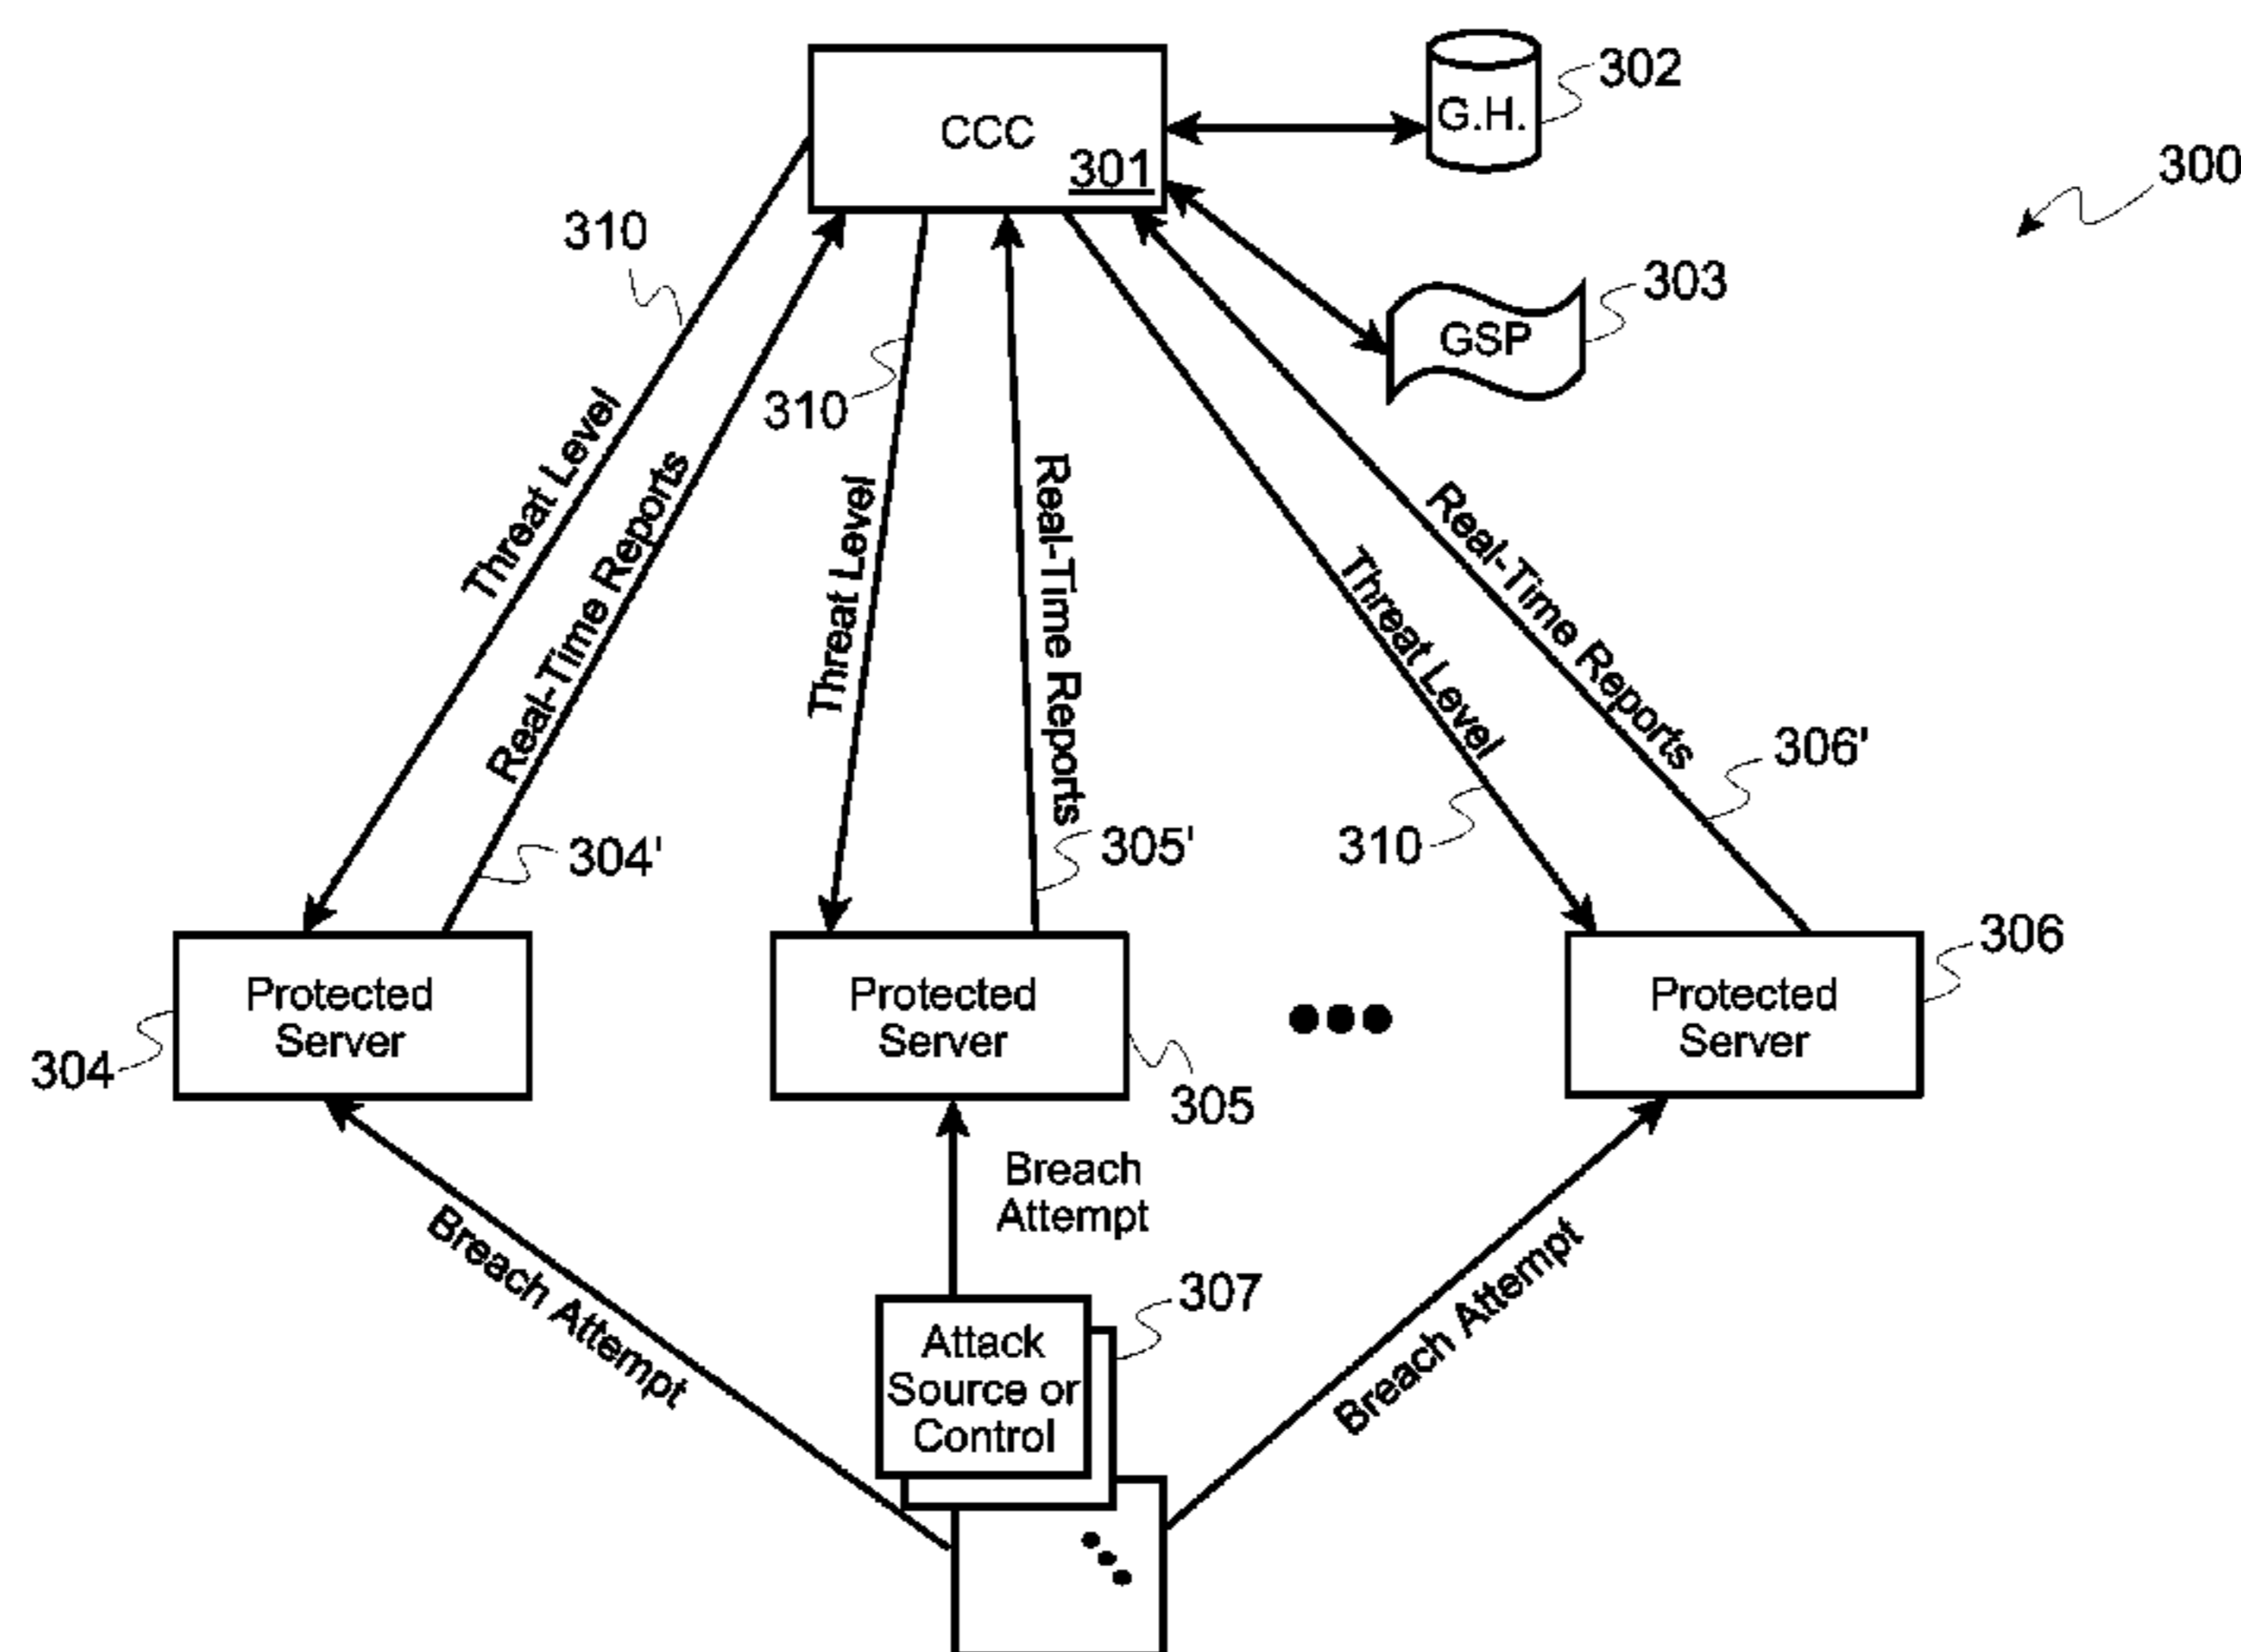 CCC
301
G.H.
302
300
310
GSP
303
310
Threat Level
Real-Time Reports
Threat Level
Real-Time Reports
Threat Level
Real-Time Reports
304'
305'
310
306'
Protected
Server
304
Protected
Server
305
Protected
Server
306
Breach Attempt
Breach
Attempt
Breach Attempt
Attack
Source or
Control
307